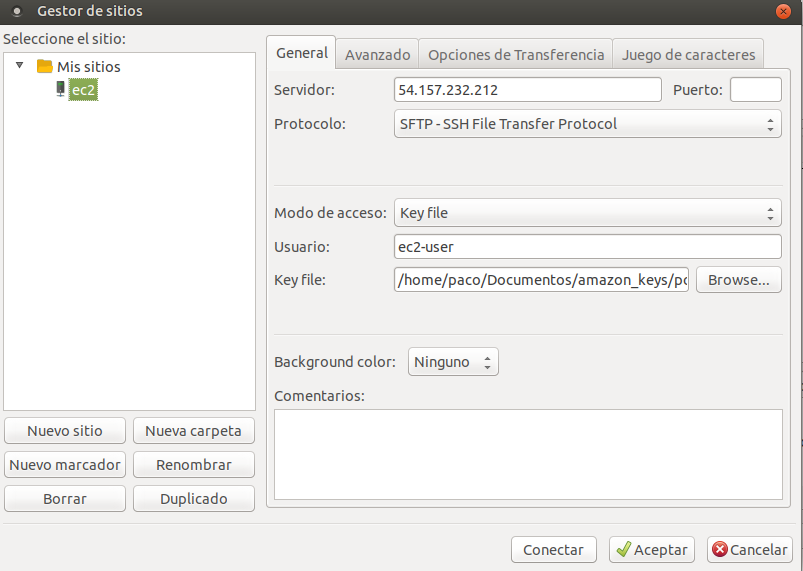 Gestor de sitios
Seleccione el sitio:
Mis sitios
ec2
Nuevo sitio
Nueva carpeta
Nuevo marcador
Renombrar
Borrar
Duplicado
General
Avanzado
Opciones de Transferencia
Juego de caracteres
Servidor:
54.157.232.212
Puerto:
Protocolo:
SFTP - SSH File Transfer Protocol
Modo de acceso:
Key file
Usuario:
ec2-user
Key file:
/home/paco/Documentos/amazon_keys/pc
Browse...
Background color:
Ninguno
Comentarios:
Conectar
Aceptar
Cancelar